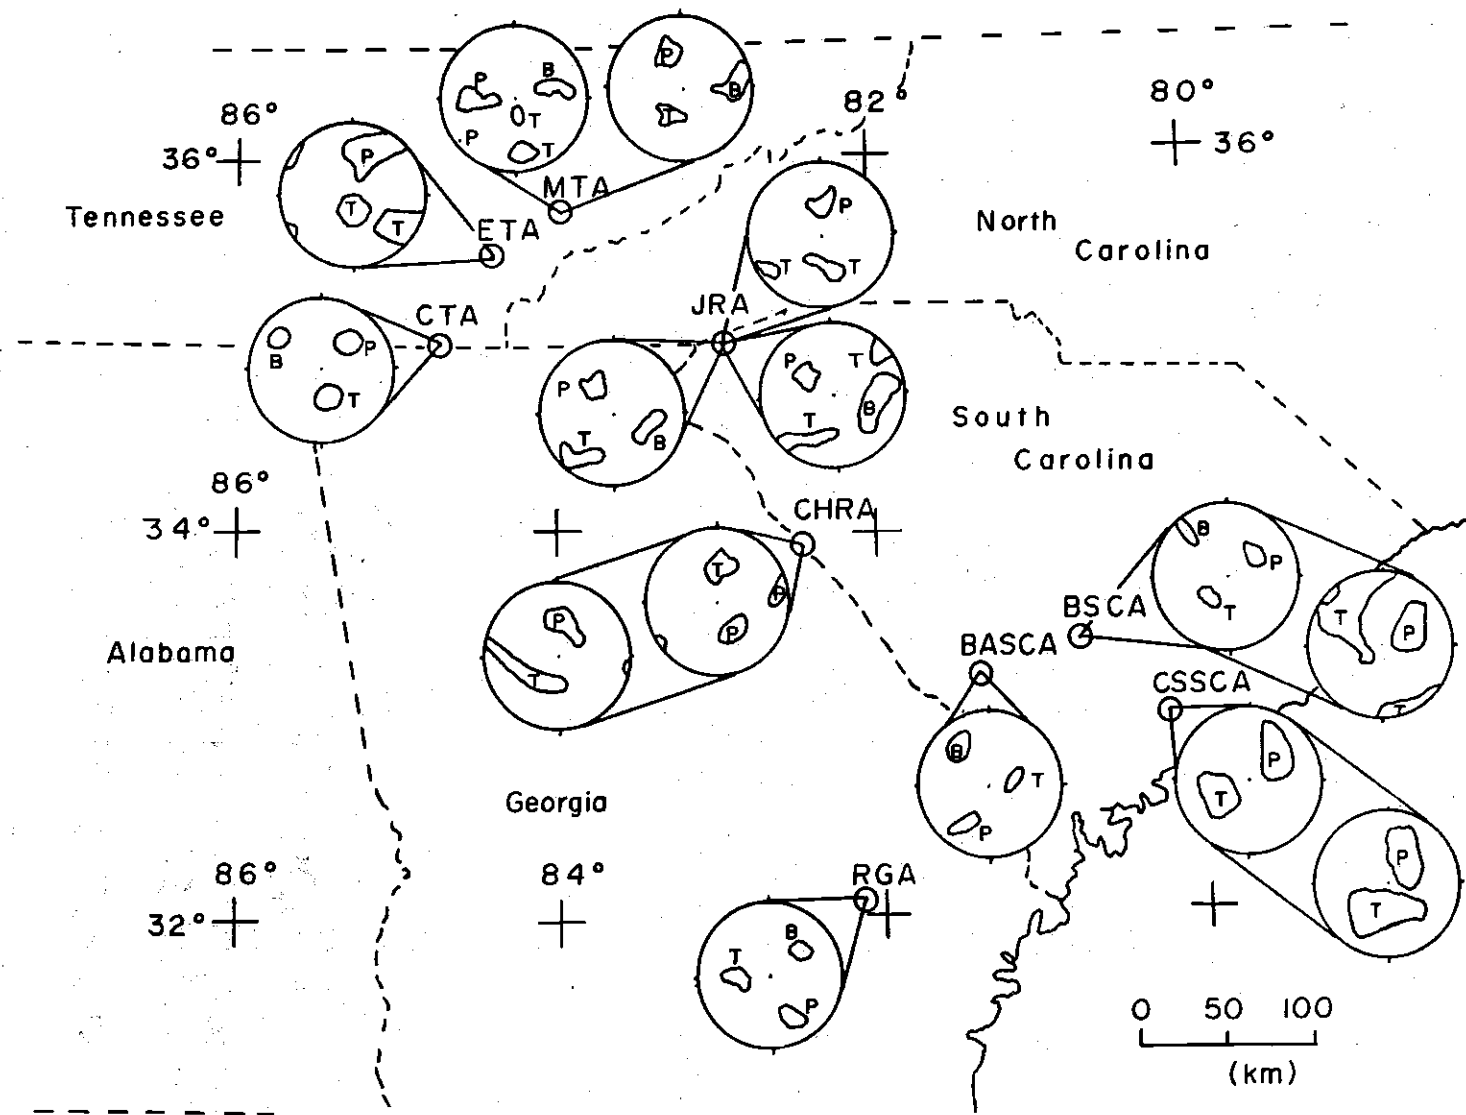 P
B
T
P
T
P
B
T
82°
80°
86°
36°
36°
P
T
T
MTA
ETA
Tennessee
North
Carolina
P
T
T
JRA
CTA
B
P
T
P
T
B
P
T
B
T
South
Carolina
86°
34°
CHRA
T
P
P
P
T
B
P
T
BSCA
T
P
T
BASCA
CSSCA
Alabama
B
T
P
P
T
Georgia
P
T
86°
32°
84°
RGA
B
T
P
0 50 100
(km)